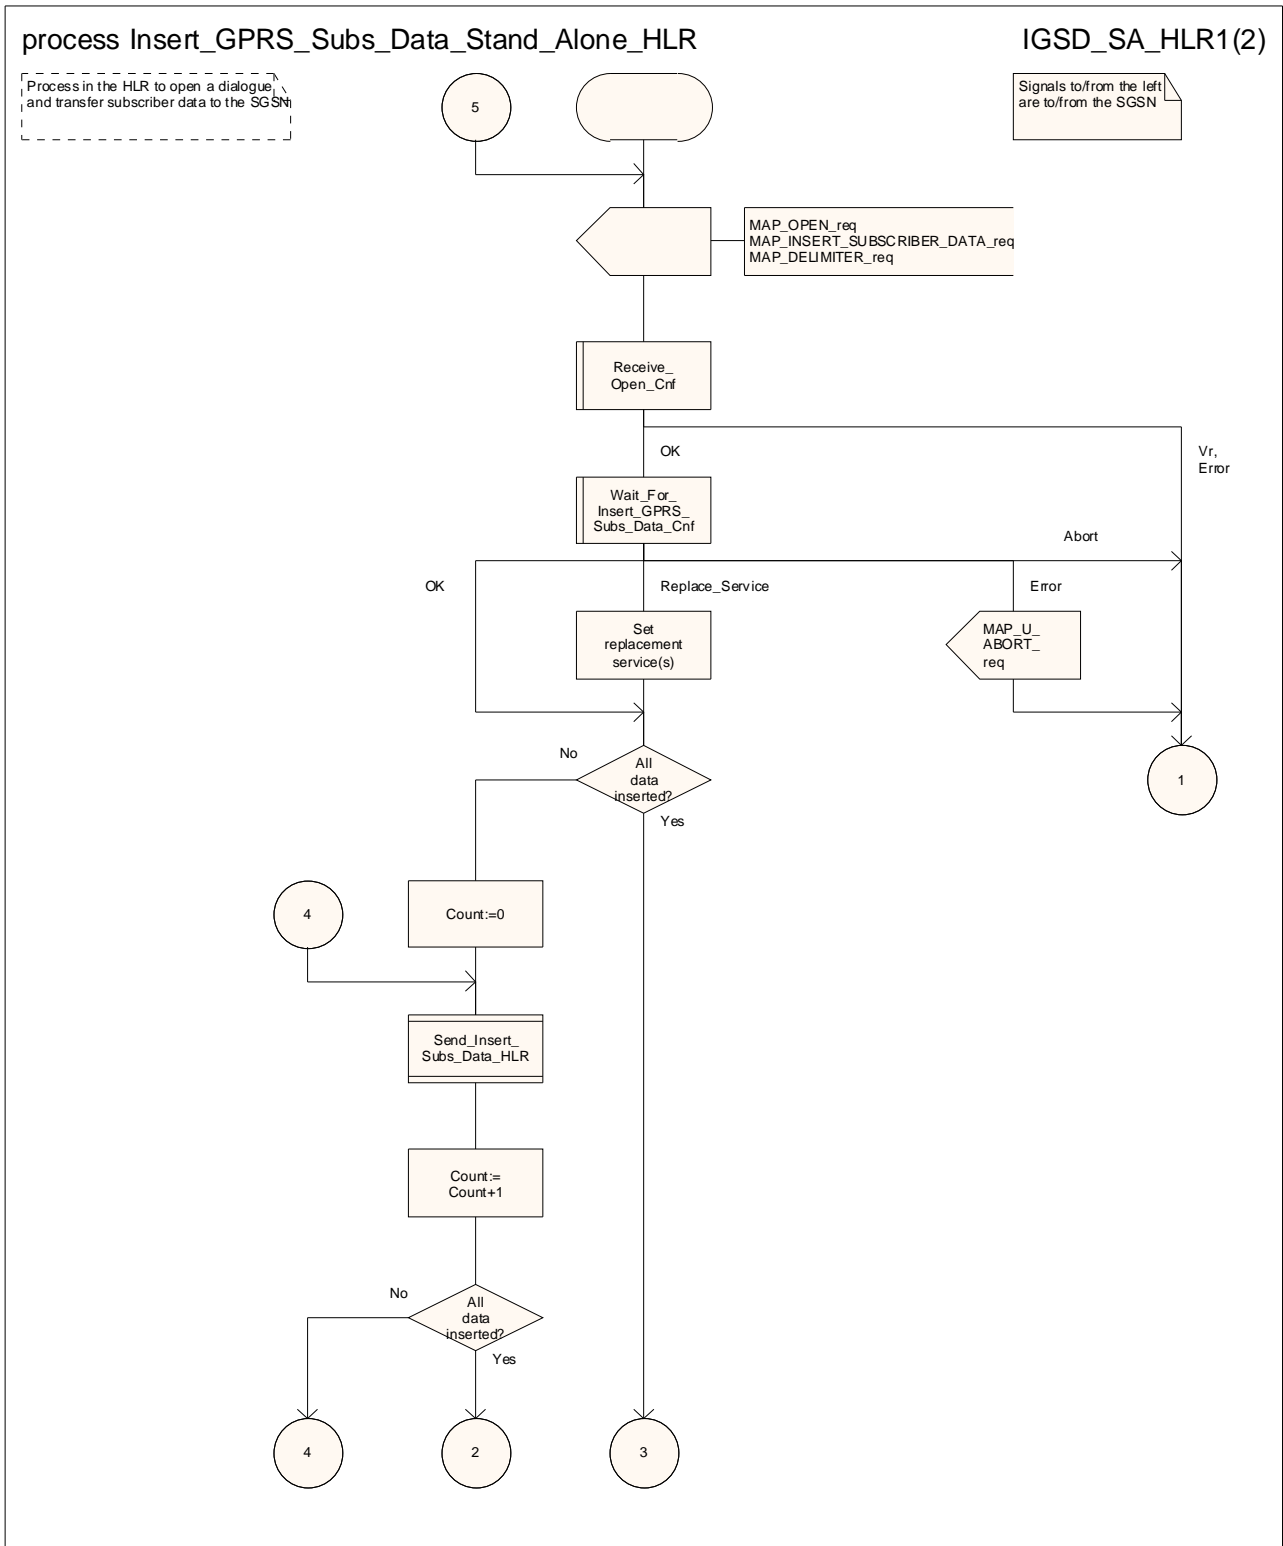 process Insert_GPRS_Subs_Data_Stand_Alone_HLR
IGSD_SA_HLR1(2)
Process in the HLR to open a dialogue
and transfer subscriber data to the SGSN
5
Signals to/from the left
are to/from the SGSN
MAP_OPEN_req
MAP_INSERT_SUBSCRIBER_DATA_req
MAP_DELIMITER_req
Receive_
Open_Cnf
OK
Vr,
Error
Wait_For_
Insert_GPRS_
Subs_Data_Cnf
Abort
OK
Replace_Service
Error
Set
replacement
service(s)
MAP_U_
ABORT_
req
No
All
data
inserted?
Yes
1
4
Count:=0
Send_Insert_
Subs_Data_HLR
Count:=
Count+1
No
All
data
inserted?
Yes
4
2
3